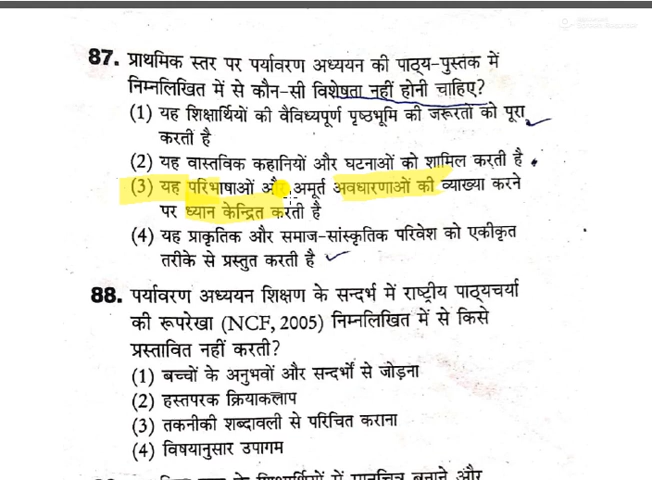 87. प्राथमिक स्तर पर पर्यावरण अध्ययन की पाठ्य-पुस्तक में
निम्नलिखित में से कौन-सी विशेषता नहीं होनी चाहिए?
(1) यह शिक्षार्थियों की वैविध्यपूर्ण पृष्ठभूमि की जरूरतों को पूरा
करती है
(2) यह वास्तविक कहानियों और घटनाओं को शामिल करती है
(3) यह परिभाषाओं और अमूर्त अवधारणाओं की व्याख्या करने
पर ध्यान केन्द्रित करती है
(4) यह प्राकृतिक और समाज-सांस्कृतिक परिवेश को एकीकृत
तरीके से प्रस्तुत करती है
88. पर्यावरण अध्ययन शिक्षण के सन्दर्भ में राष्ट्रीय पाठ्यचर्या
की रूपरेखा (NCF, 2005) निम्नलिखित में से किसे
प्रस्तावित नहीं करती?
(1) बच्चों के अनुभवों और सन्दर्भों से जोड़ना
(2) हस्तपरक क्रियाकलाप
(3) तकनीकी शब्दावली से परिचित कराना
(4) विषयानुसार उपागम
के शिक्षार्थियों में मानचित्र बनाने और